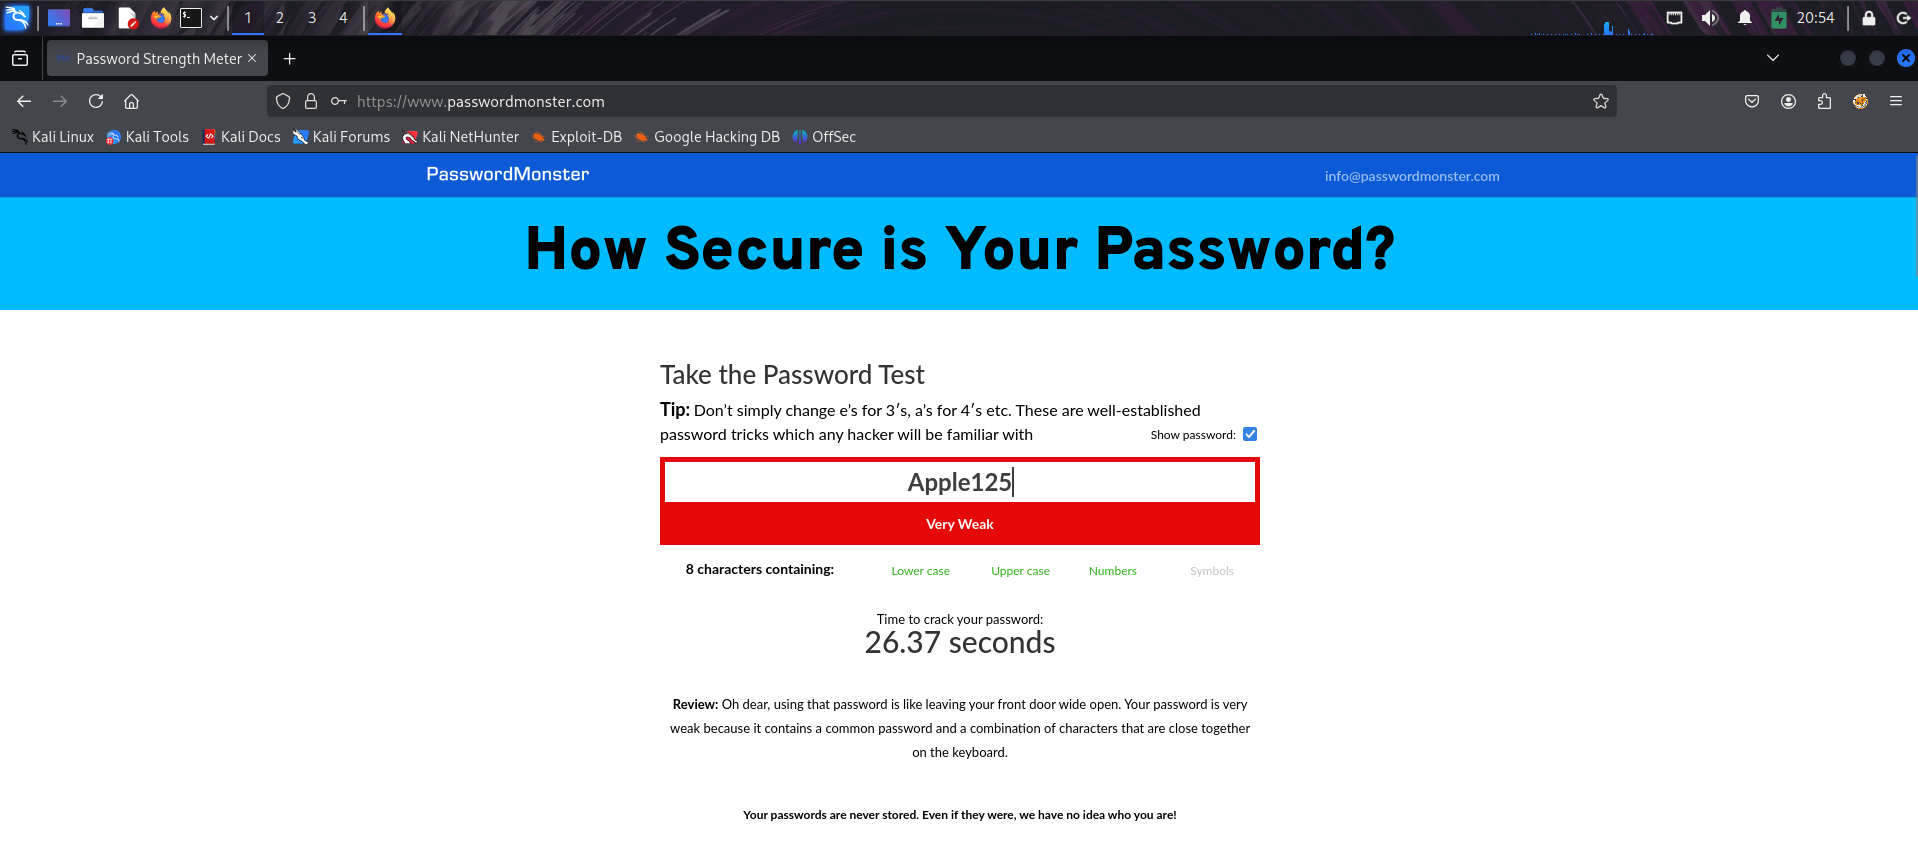 1 2 3 4 20:54
Password Strength Meter
https://www.passwordmonster.com
Kali Linux Kali Tools Kali Docs Kali Forums Kali NetHunter Exploit-DB Google Hacking DB OffSec
PasswordMonster info@passwordmonster.com
How Secure is Your Password?
Take the Password Test
Tip: Don’t simply change e’s for 3′s, a’s for 4′s etc. These are well-established
password tricks which any hacker will be familiar with Show password:
Apple125
Very Weak
8 characters containing: Lower case Upper case Numbers Symbols
Time to crack your password:
26.37 seconds
Review: Oh dear, using that password is like leaving your front door wide open. Your password is very
weak because it contains a common password and a combination of characters that are close together
on the keyboard.
Your passwords are never stored. Even if they were, we have no idea who you are!